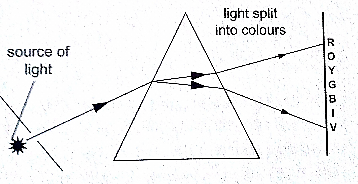 light split
into colours
source of
light
R
O
Y
G
B
I
V